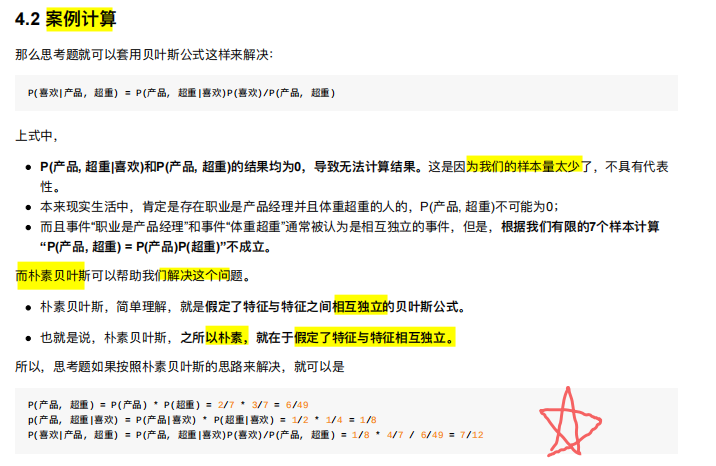 4.2 案例计算
那么思考题就可以套用贝叶斯公式这样来解决：
P(喜欢|产品, 超重) = P(产品, 超重|喜欢)P(喜欢)/P(产品, 超重)
上式中，
● P(产品, 超重|喜欢)和P(产品, 超重)的结果均为0，导致无法计算结果。这是因为我们的样本量太少了，不具有代表
性。
● 本来现实生活中，肯定是存在职业是产品经理并且体重超重的人的，P(产品, 超重)不可能为0；
● 而且事件“职业是产品经理”和事件“体重超重”通常被认为是相互独立的事件，但是，根据我们有限的7个样本计算
“P(产品, 超重) = P(产品)P(超重)”不成立。
而朴素贝叶斯可以帮助我们解决这个问题。
● 朴素贝叶斯，简单理解，就是假定了特征与特征之间相互独立的贝叶斯公式。
● 也就是说，朴素贝叶斯，之所以朴素，就在于假定了特征与特征相互独立。
所以，思考题如果按照朴素贝叶斯的思路来解决，就可以是
P(产品, 超重) = P(产品) * P(超重) = 2/7 * 3/7 = 6/49
p(产品, 超重|喜欢) = P(产品|喜欢) * P(超重|喜欢) = 1/2 * 1/4 = 1/8
P(喜欢|产品, 超重) = P(产品, 超重|喜欢)P(喜欢)/P(产品, 超重) = 1/8 * 4/7 / 6/49 = 7/12